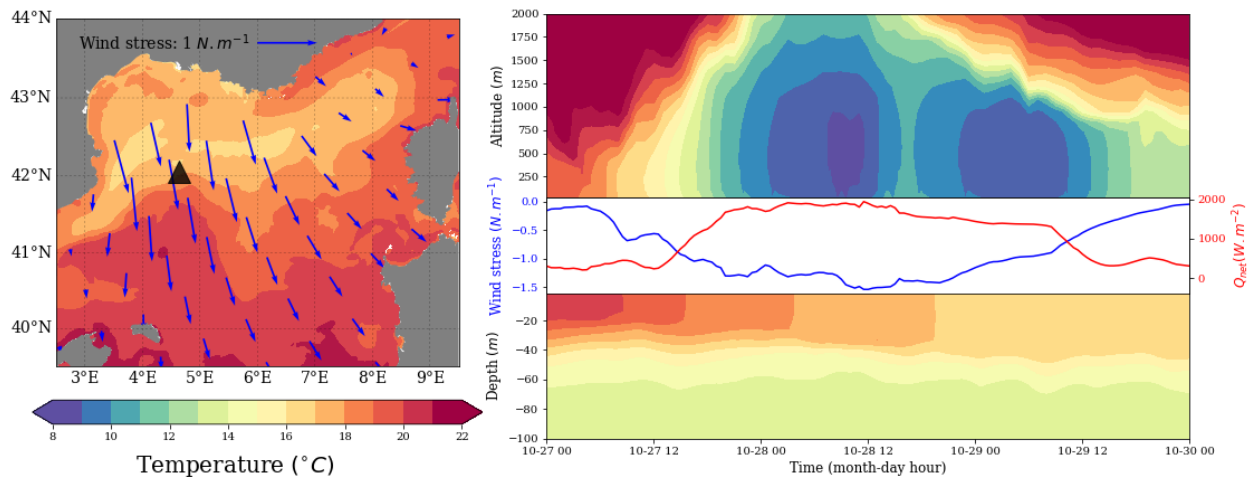 44°N
43°N
42°N
41°N
40°N
Wind stress: 1 N.m⁻¹
3°E 4°E 5°E 6°E 7°E 8°E 9°E
8 10 12 14 16 18 20 22
Temperature (°C)
2000
1750
1500
1250
1000
750
500
250
Altitude (m)
0.0
−0.5
−1.0
−1.5
Wind stress (N.m⁻¹)
2000
1000
0
Qnet(W.m⁻²)
−20
−40
−60
−80
−100
Depth (m)
10-27 00 10-27 12 10-28 00 10-28 12 10-29 00 10-29 12 10-30 00
Time (month-day hour)